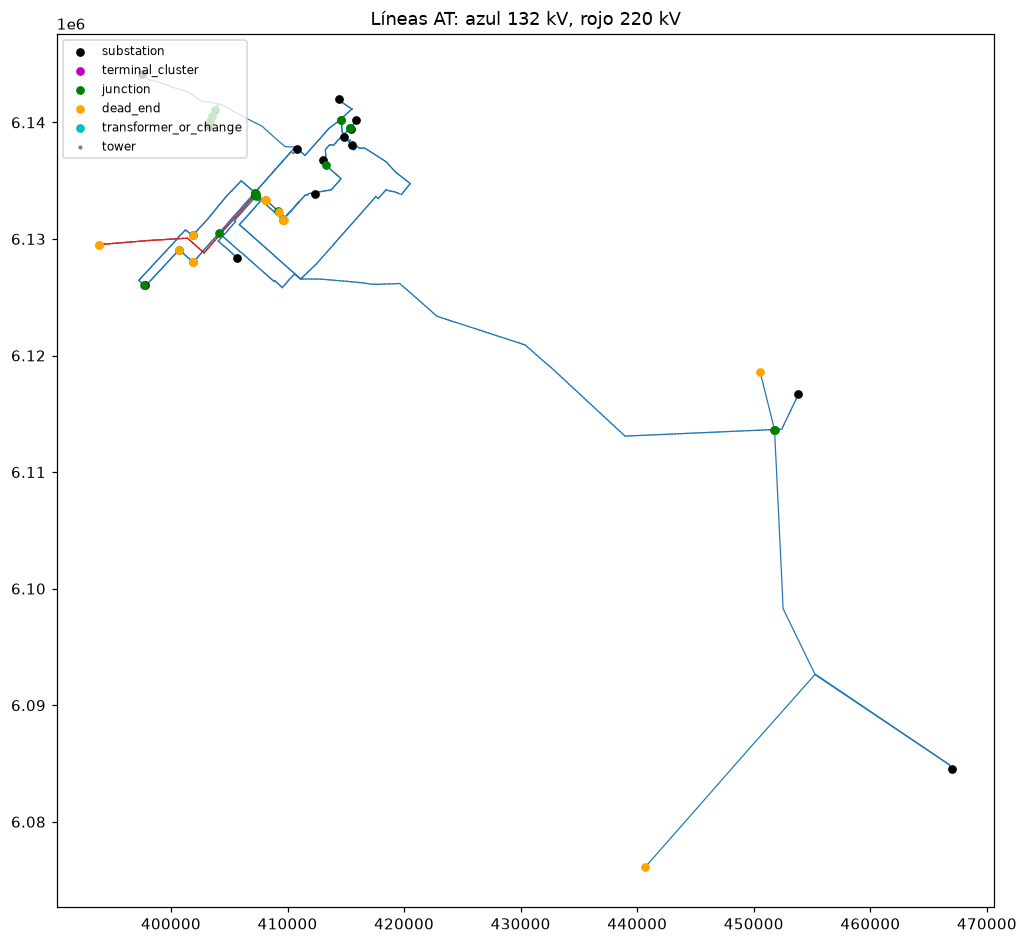 Líneas AT: azul 132 kV, rojo 220 kV
1e6
substation
terminal_cluster
junction
dead_end
transformer_or_change
tower
6.14
6.13
6.12
6.11
6.10
6.09
6.08
400000 410000 420000 430000 440000 450000 460000 470000